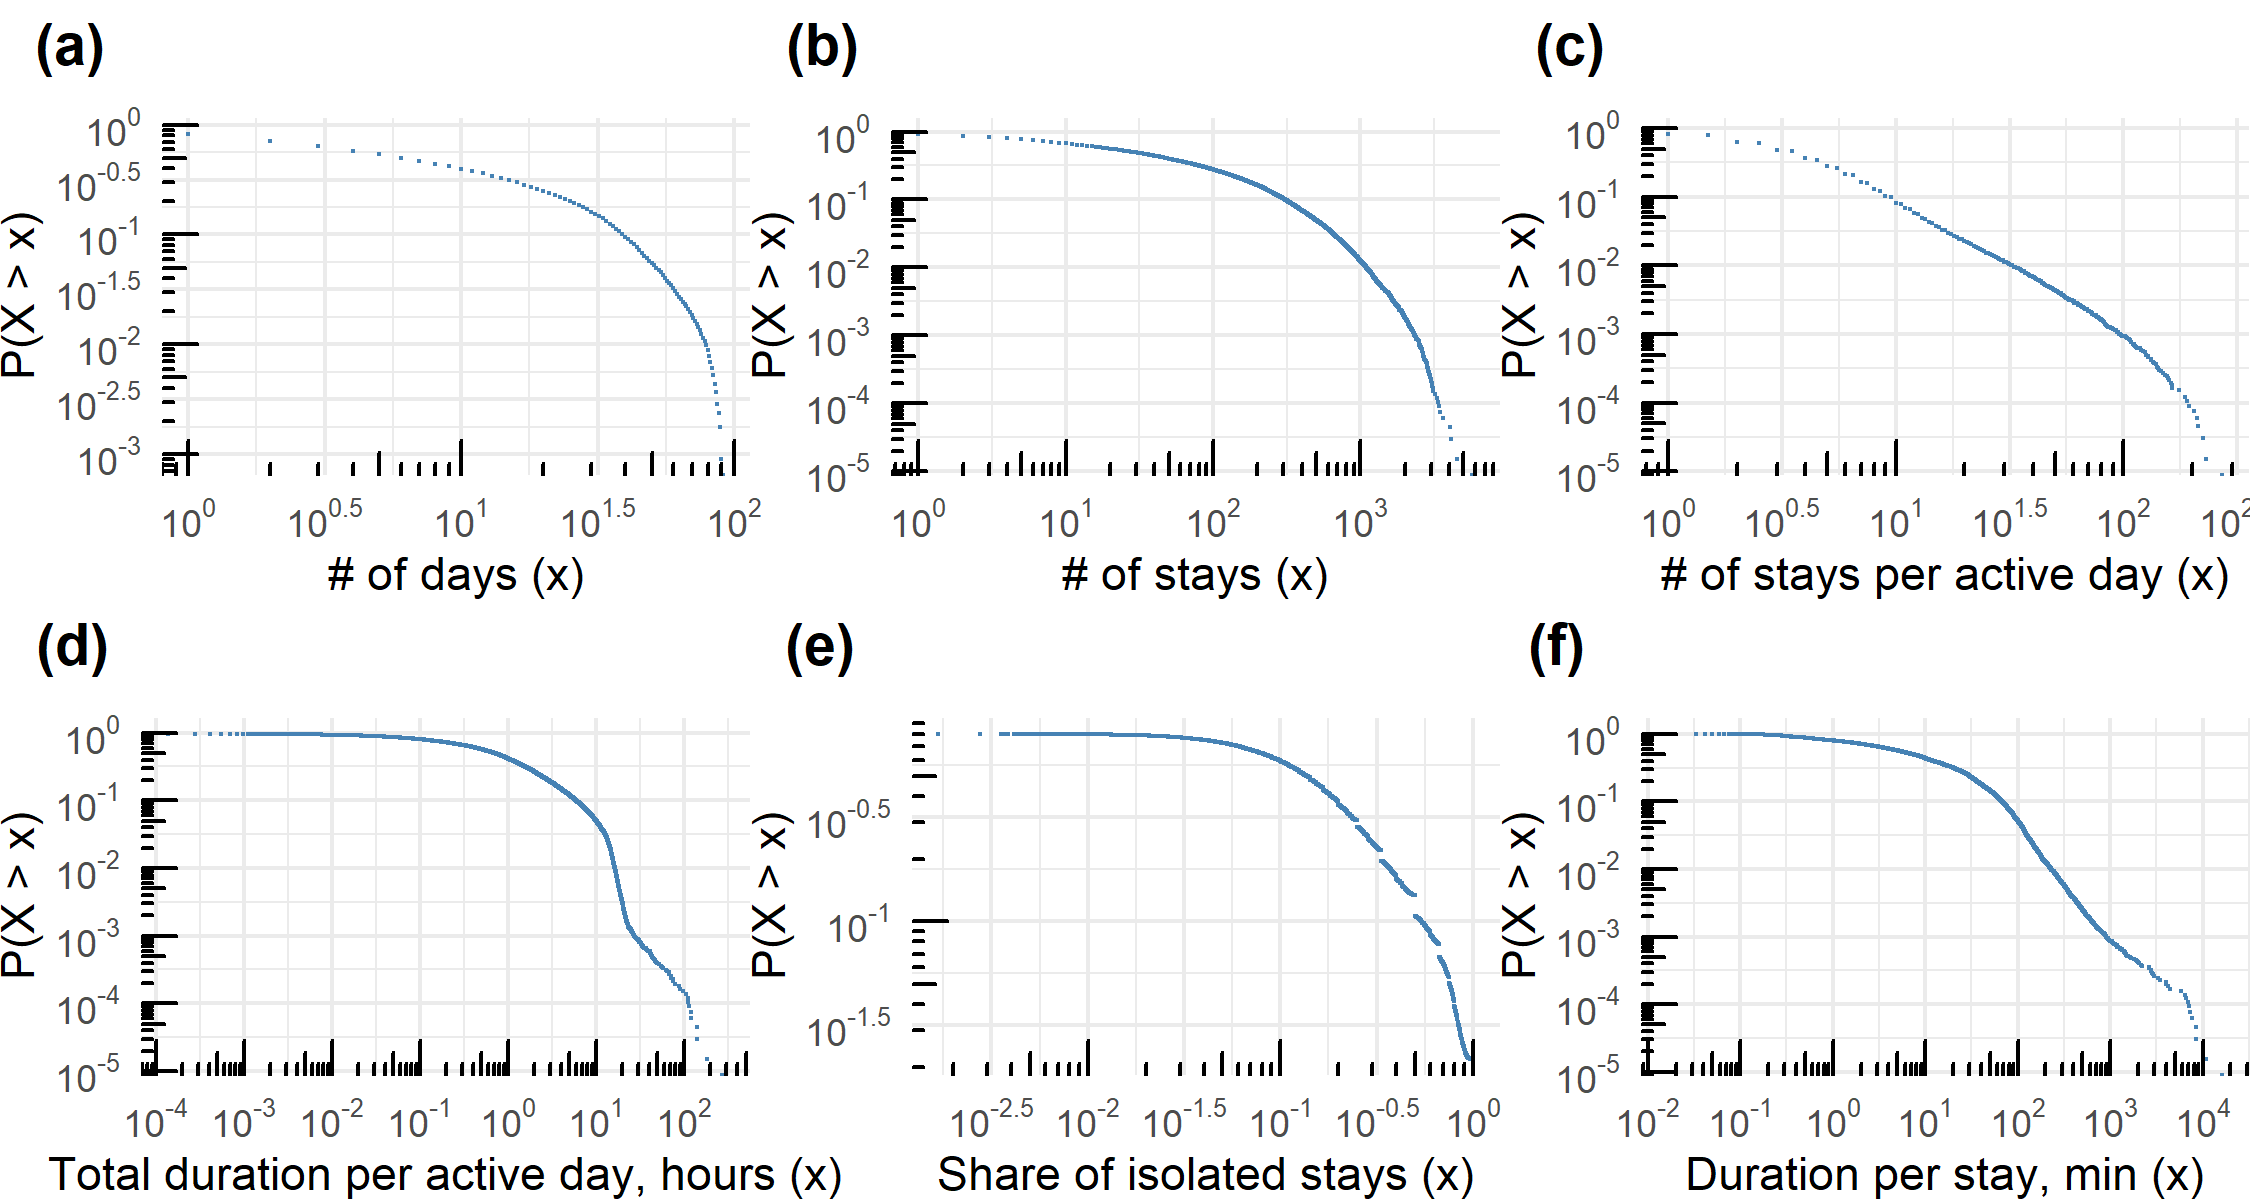 (a) (b) (c)
P(X > x)
10^0
10^-0.5
10^-1
10^-1.5
10^-2
10^-2.5
10^-3
10^0 10^0.5 10^1 10^1.5 10^2
# of days (x)
P(X > x)
10^0
10^-1
10^-2
10^-3
10^-4
10^-5
10^0 10^1 10^2 10^3
# of stays (x)
P(X > x)
10^0
10^-1
10^-2
10^-3
10^-4
10^-5
10^0 10^0.5 10^1 10^1.5 10^2
# of stays per active day (x)
(d) (e) (f)
P(X > x)
10^0
10^-1
10^-2
10^-3
10^-4
10^-5
10^-4 10^-3 10^-2 10^-1 10^0 10^1 10^2
Total duration per active day, hours (x)
P(X > x)
10^-0.5
10^-1
10^-1.5
10^-2.5 10^-2 10^-1.5 10^-1 10^-0.5 10^0
Share of isolated stays (x)
P(X > x)
10^0
10^-1
10^-2
10^-3
10^-4
10^-5
10^-2 10^-1 10^0 10^1 10^2 10^3 10^4
Duration per stay, min (x)